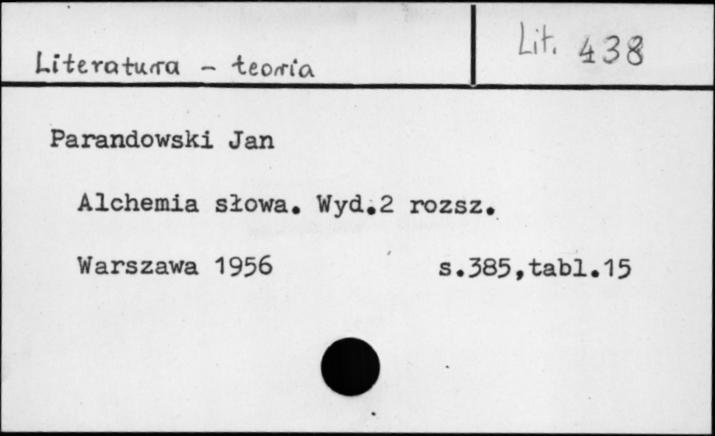 Literatura - teoria
Lit. 438
Parandowski Jan
Alchemia słowa. Wyd.2 rozsz.
Warszawa 1956 s.385,tabl.15